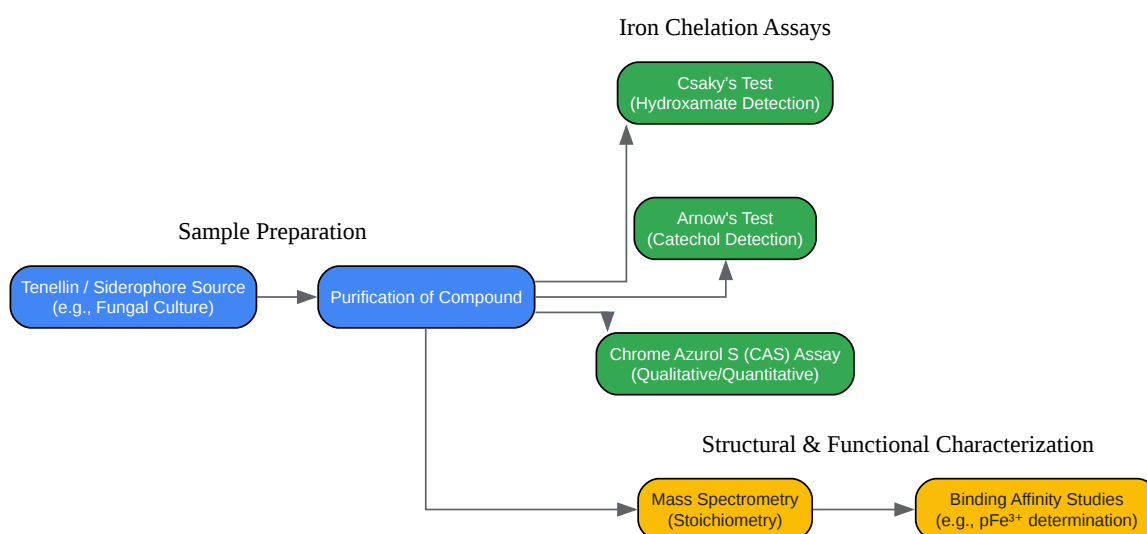 Iron Chelation Assays
Csaky's Test
(Hydroxamate Detection)
Arnow's Test
(Catechol Detection)
Sample Preparation
Tenellin / Siderophore Source
(e.g., Fungal Culture)
Purification of Compound
Chrome Azurol S (CAS) Assay
(Qualitative/Quantitative)
Structural & Functional Characterization
Mass Spectrometry
(Stoichiometry)
Binding Affinity Studies
(e.g., pFe³⁺ determination)